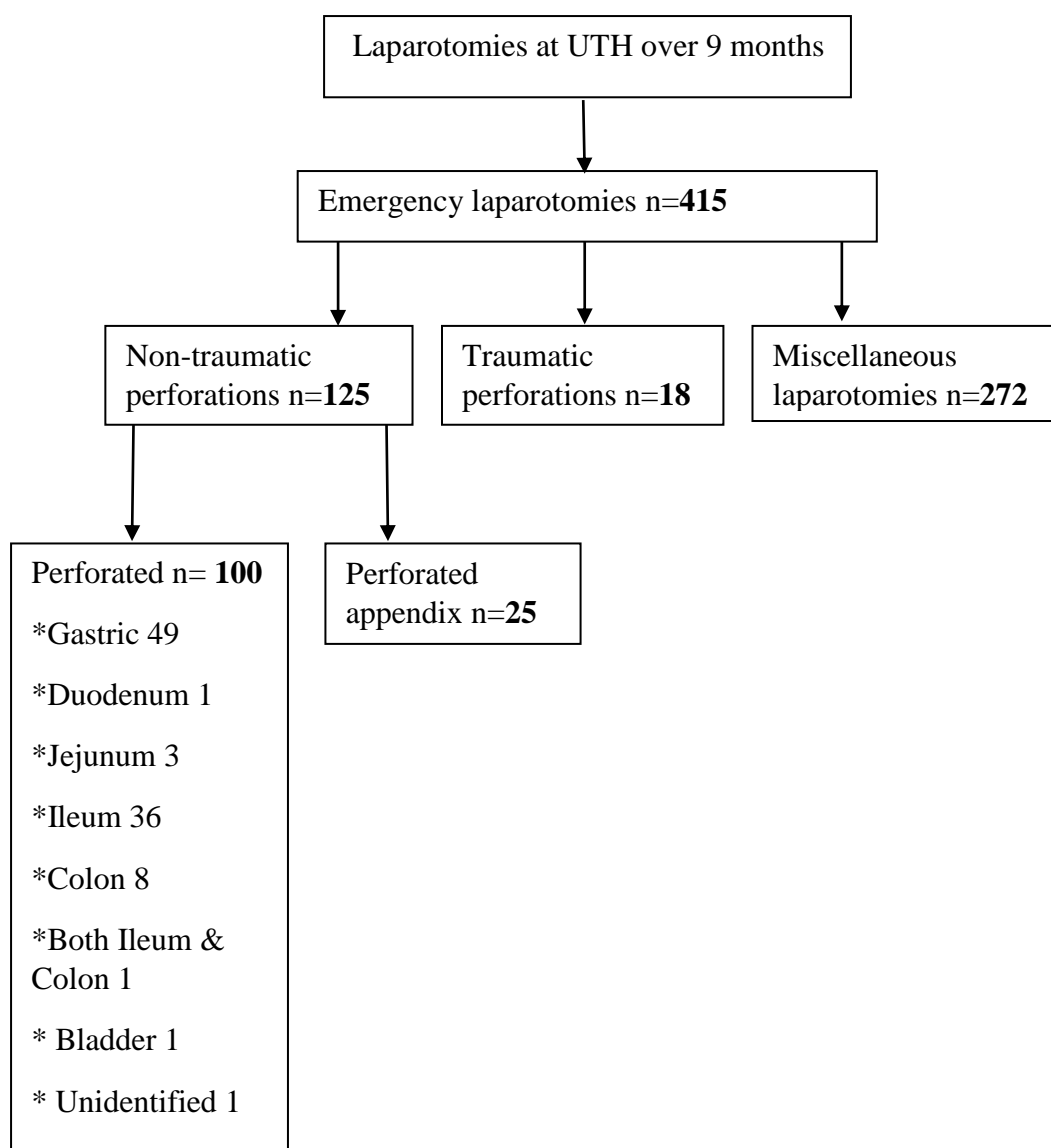 Laparotomies at UTH over 9 months
Emergency laparotomies n=415
Non-traumatic
perforations n=125
Traumatic
perforations n=18
Miscellaneous
laparotomies n=272
Perforated n= 100
*Gastric 49
*Duodenum 1
*Jejunum 3
*Ileum 36
*Colon 8
*Both Ileum &
Colon 1
* Bladder 1
* Unidentified 1
Perforated
appendix n=25